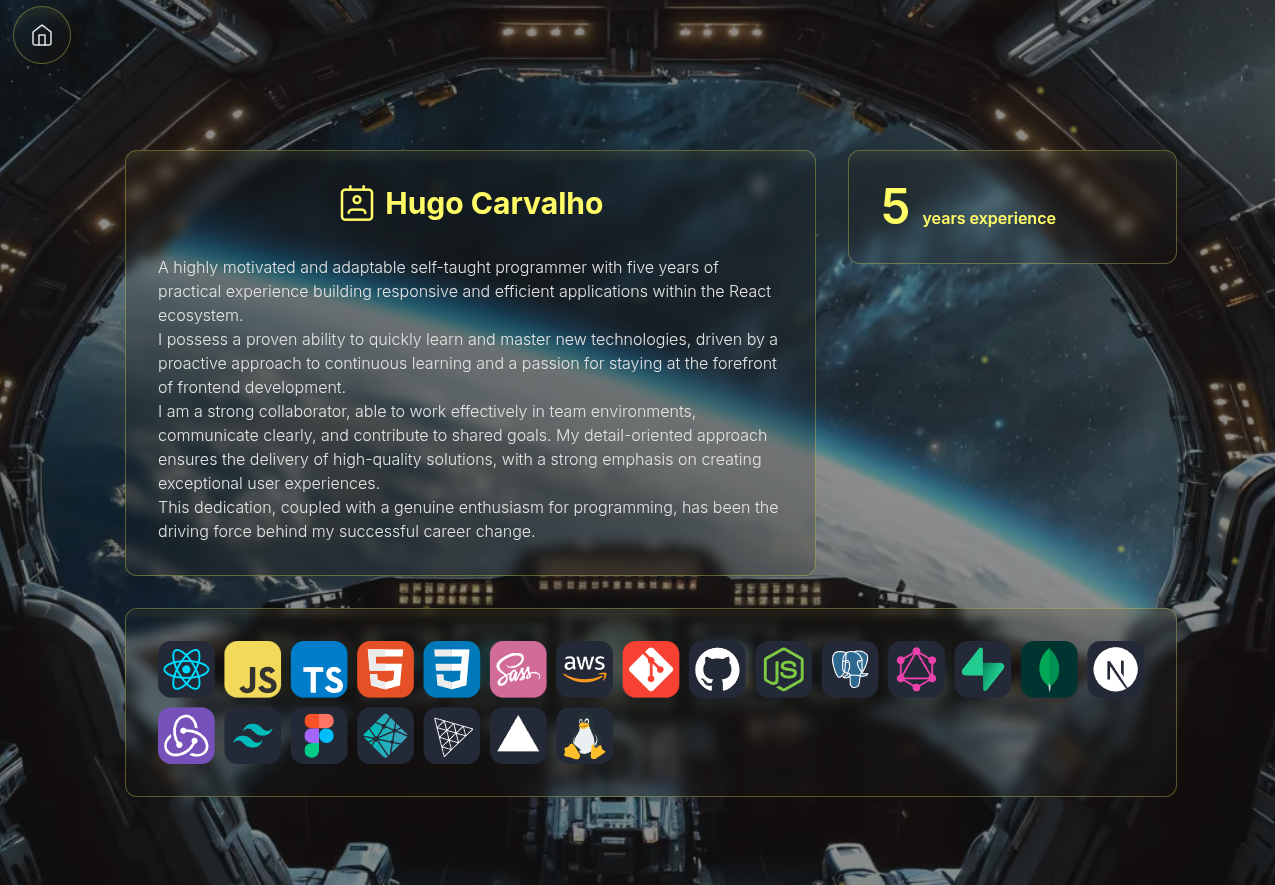 Hugo Carvalho
5 years experience
A highly motivated and adaptable self-taught programmer with five years of
practical experience building responsive and efficient applications within the React
ecosystem.
I possess a proven ability to quickly learn and master new technologies, driven by a
proactive approach to continuous learning and a passion for staying at the forefront
of frontend development.
I am a strong collaborator, able to work effectively in team environments,
communicate clearly, and contribute to shared goals. My detail-oriented approach
ensures the delivery of high-quality solutions, with a strong emphasis on creating
exceptional user experiences.
This dedication, coupled with a genuine enthusiasm for programming, has been the
driving force behind my successful career change.
JS TS 5 3 Sass aws JS N